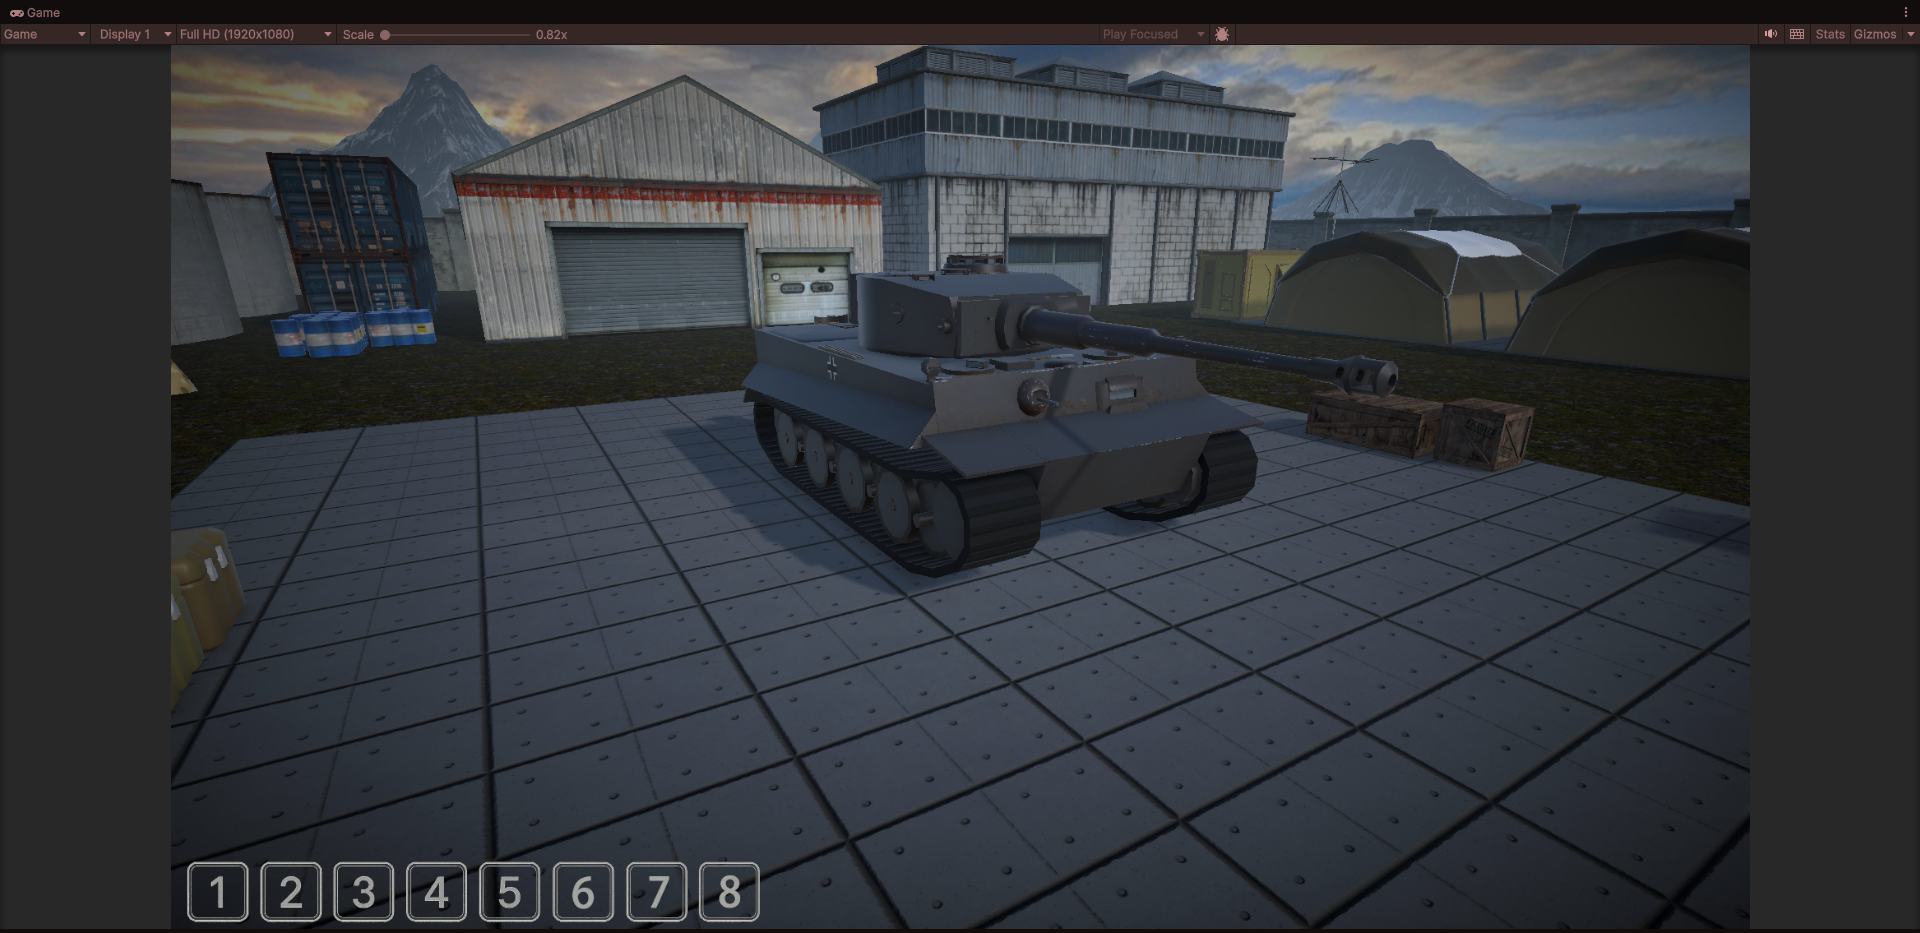 Game
Game Display 1 Full HD (1920x1080) Scale 0.82x Play Focused Stats Gizmos
1 2 3 4 5 6 7 8